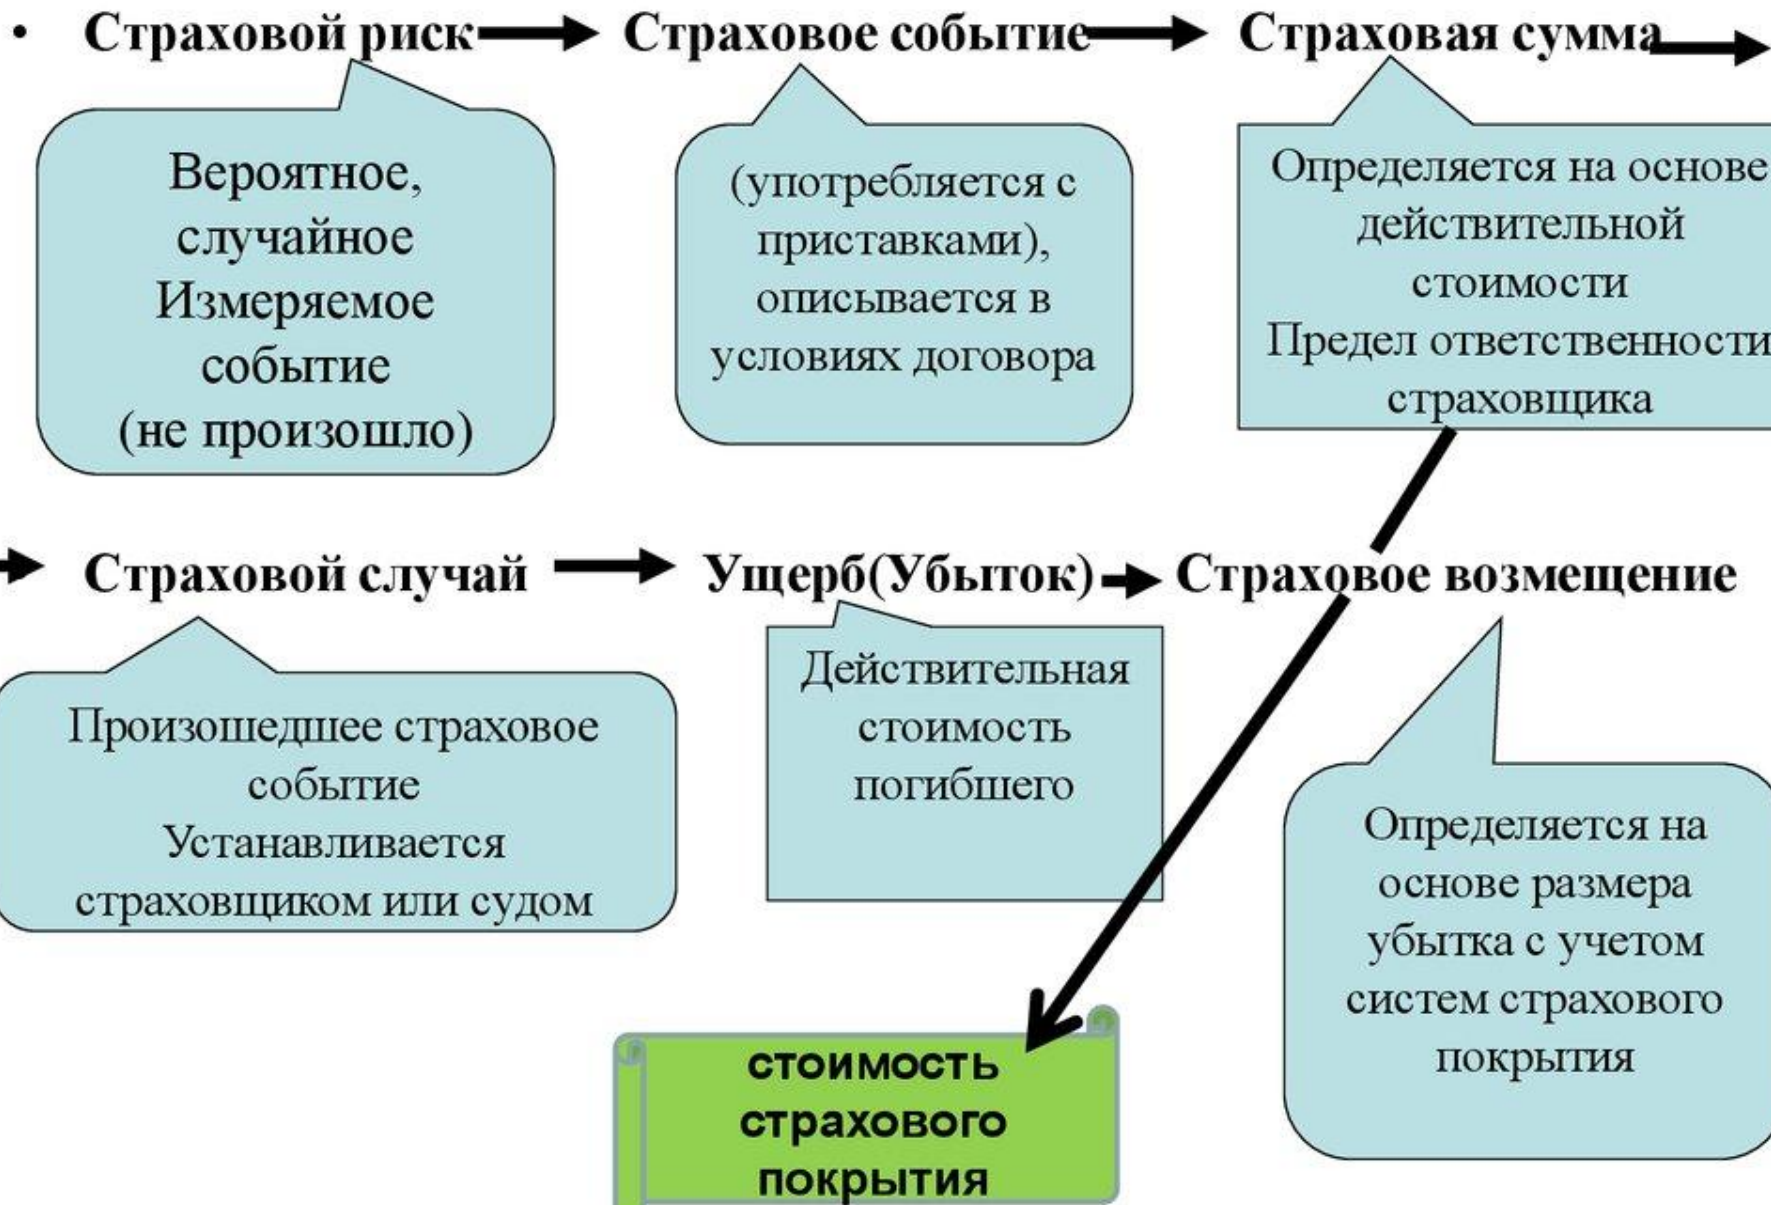 • Страховой риск Страховое событие Страховая сумма
Вероятное,
случайное
Измеряемое
событие
(не произошло)
(употребляется с
приставками),
описывается в
условиях договора
Определяется на основе
действительной
стоимости
Предел ответственности
страховщика
Страховой случай Ущерб(Убыток) Страховое возмещение
Произошедшее страховое
событие
Устанавливается
страховщиком или судом
Действительная
стоимость
погибшего
Определяется на
основе размера
убытка с учетом
систем страхового
покрытия
стоимость
страхового
покрытия